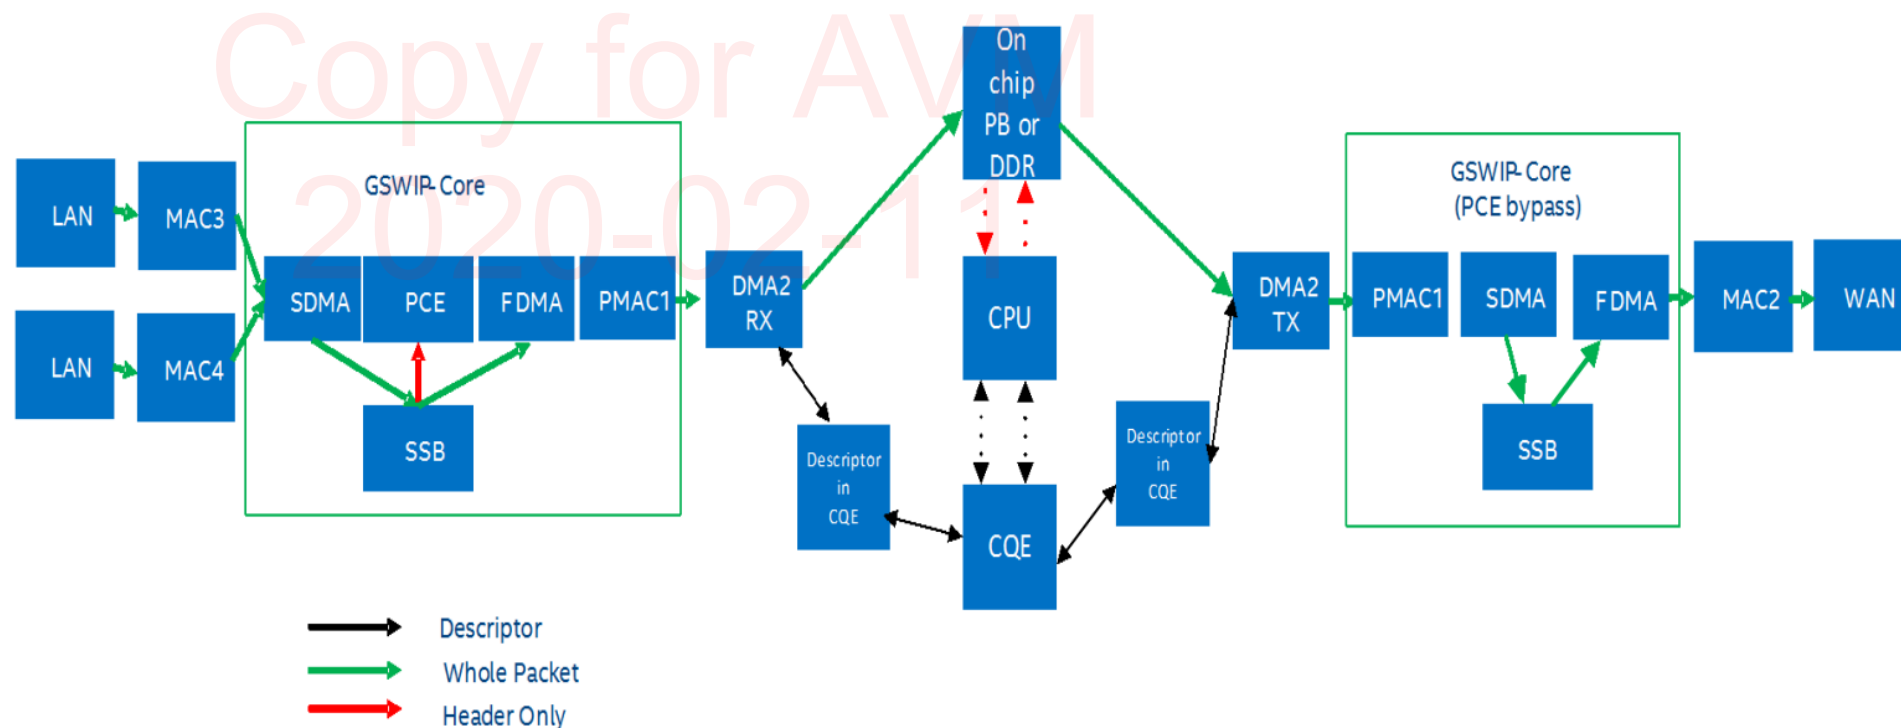 Copy for AVM
2020-02-11
GSWIP-Core
LAN
MAC3
LAN
MAC4
SDMA
PCE
FDMA
PMAC1
SSB
DMA2
RX
On
chip
PB or
DDR
CPU
Descriptor
in
CQE
CQE
Descriptor
in
CQE
DMA2
TX
GSWIP-Core
(PCE bypass)
PMAC1
SDMA
FDMA
SSB
MAC2
WAN
Descriptor
Whole Packet
Header Only